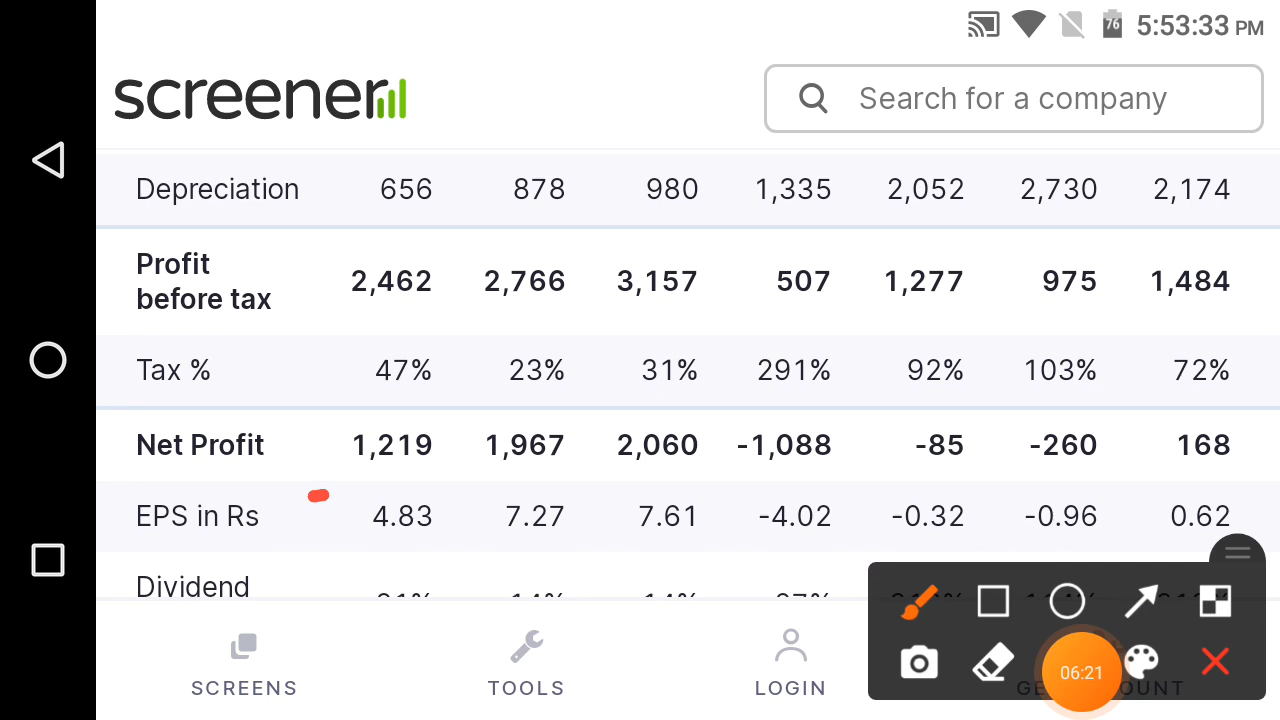 76 5:53:33 PM
screener
Search for a company
Depreciation 656 878 980 1,335 2,052 2,730 2,174
Profit
before tax 2,462 2,766 3,157 507 1,277 975 1,484
Tax % 47% 23% 31% 291% 92% 103% 72%
Net Profit 1,219 1,967 2,060 -1,088 -85 -260 168
EPS in Rs 4.83 7.27 7.61 -4.02 -0.32 -0.96 0.62
Dividend
06:21
SCREENS TOOLS LOGIN